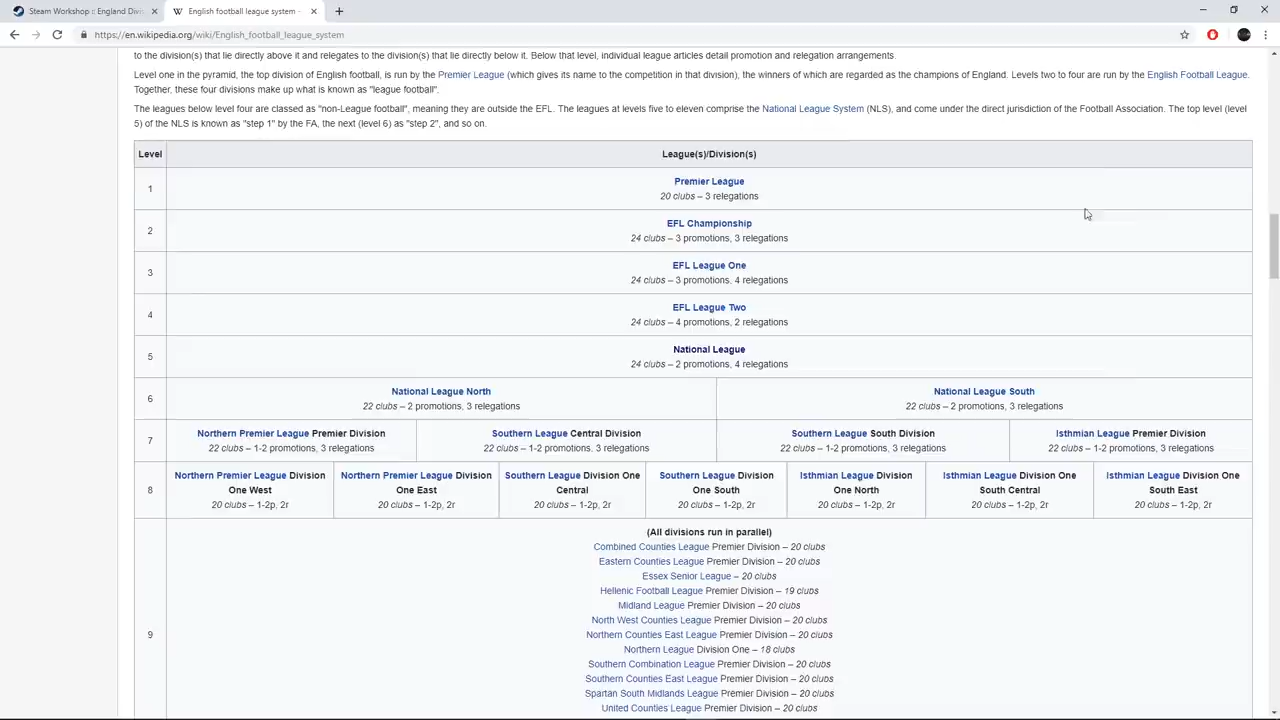 Steam Workshop :: England Divi
English football league system -
https://en.wikipedia.org/wiki/English_football_league_system
to the division(s) that lie directly above it and relegates to the division(s) that lie directly below it. Below that level, individual league articles detail promotion and relegation arrangements.
Level one in the pyramid, the top division of English football, is run by the Premier League (which gives its name to the competition in that division), the winners of which are regarded as the champions of England. Levels two to four are run by the English Football League.
Together, these four divisions make up what is known as "league football".
The leagues below level four are classed as "non-League football", meaning they are outside the EFL. The leagues at levels five to eleven comprise the National League System (NLS), and come under the direct jurisdiction of the Football Association. The top level (level
5) of the NLS is known as "step 1" by the FA, the next (level 6) as "step 2", and so on.
Level League(s)/Division(s)
1
Premier League
20 clubs – 3 relegations
2
EFL Championship
24 clubs – 3 promotions, 3 relegations
3
EFL League One
24 clubs – 3 promotions, 4 relegations
4
EFL League Two
24 clubs – 4 promotions, 2 relegations
5
National League
24 clubs – 2 promotions, 4 relegations
6
National League North
22 clubs – 2 promotions, 3 relegations
National League South
22 clubs – 2 promotions, 3 relegations
7
Northern Premier League Premier Division
22 clubs – 1-2 promotions, 3 relegations
Southern League Central Division
22 clubs – 1-2 promotions, 3 relegations
Southern League South Division
22 clubs – 1-2 promotions, 3 relegations
Isthmian League Premier Division
22 clubs – 1-2 promotions, 3 relegations
8
Northern Premier League Division
One West
20 clubs – 1-2p, 2r
Northern Premier League Division
One East
20 clubs – 1-2p, 2r
Southern League Division One
Central
20 clubs – 1-2p, 2r
Southern League Division
One South
20 clubs – 1-2p, 2r
Isthmian League Division
One North
20 clubs – 1-2p, 2r
Isthmian League Division One
South Central
20 clubs – 1-2p, 2r
Isthmian League Division One
South East
20 clubs – 1-2p, 2r
9
(All divisions run in parallel)
Combined Counties League Premier Division – 20 clubs
Eastern Counties League Premier Division – 20 clubs
Essex Senior League – 20 clubs
Hellenic Football League Premier Division – 19 clubs
Midland League Premier Division – 20 clubs
North West Counties League Premier Division – 20 clubs
Northern Counties East League Premier Division – 20 clubs
Northern League Division One – 18 clubs
Southern Combination League Premier Division – 20 clubs
Southern Counties East League Premier Division – 20 clubs
Spartan South Midlands League Premier Division – 20 clubs
United Counties League Premier Division – 20 clubs